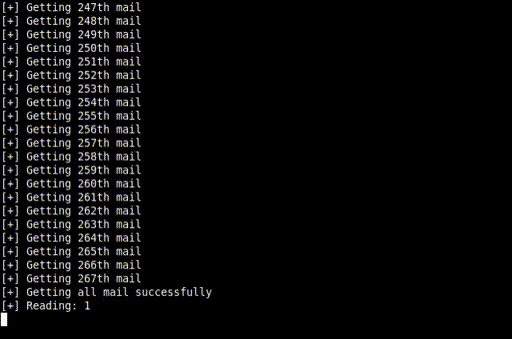 [+] Getting 247th mail
[+] Getting 248th mail
[+] Getting 249th mail
[+] Getting 250th mail
[+] Getting 251th mail
[+] Getting 252th mail
[+] Getting 253th mail
[+] Getting 254th mail
[+] Getting 255th mail
[+] Getting 256th mail
[+] Getting 257th mail
[+] Getting 258th mail
[+] Getting 259th mail
[+] Getting 260th mail
[+] Getting 261th mail
[+] Getting 262th mail
[+] Getting 263th mail
[+] Getting 264th mail
[+] Getting 265th mail
[+] Getting 266th mail
[+] Getting 267th mail
[+] Getting all mail successfully
[+] Reading: 1